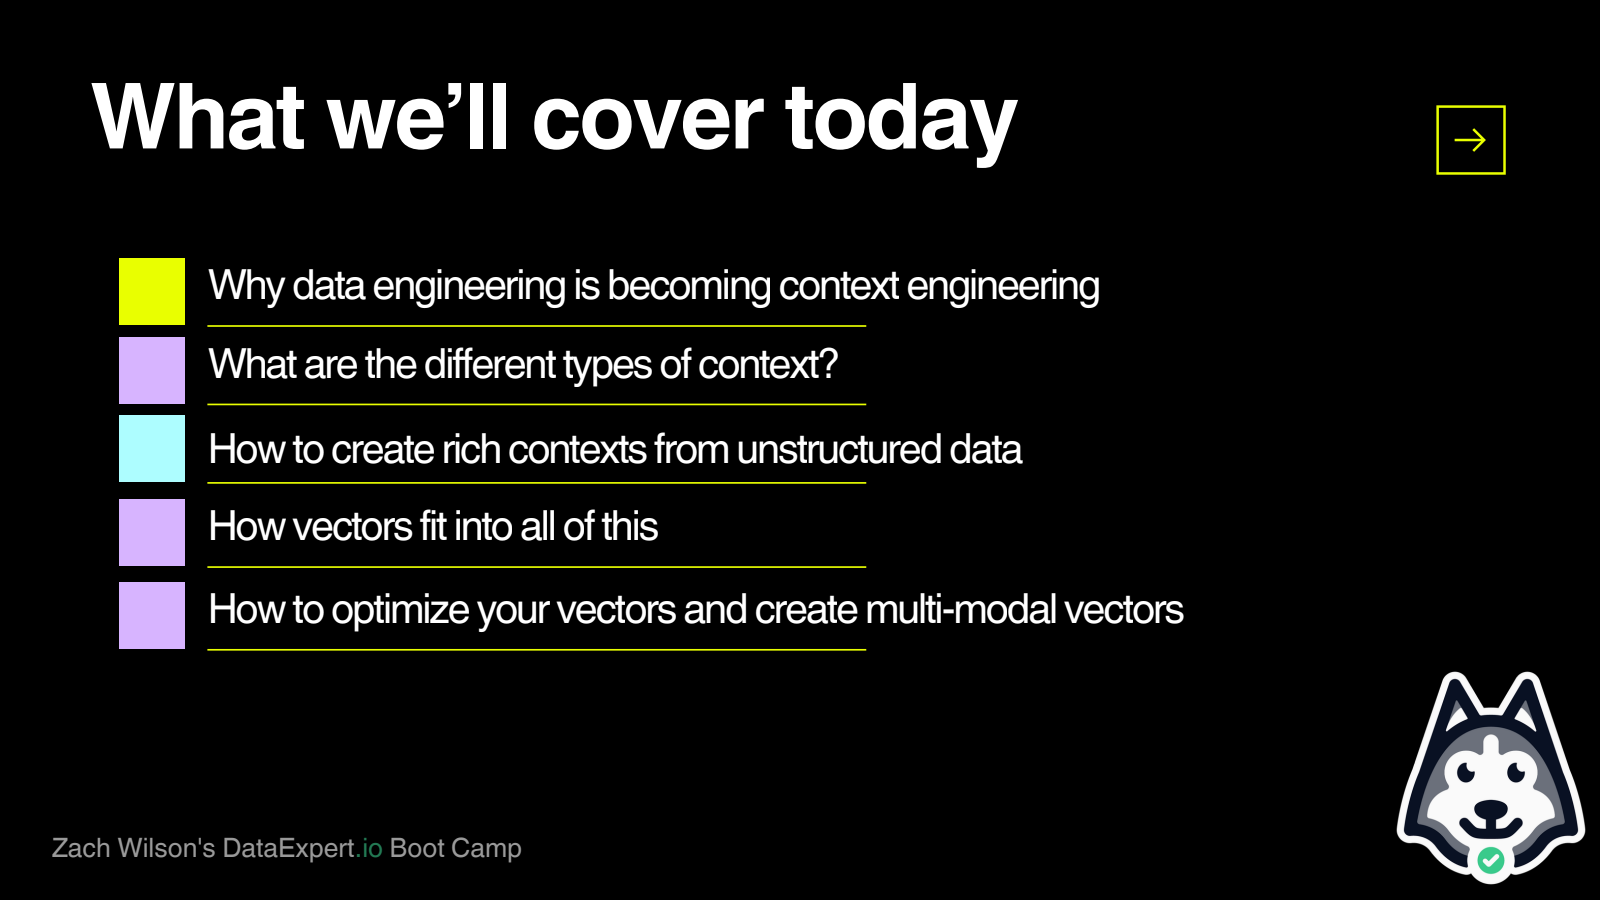 What we’ll cover today
Why data engineering is becoming context engineering
What are the different types of context?
How to create rich contexts from unstructured data
How vectors fit into all of this
How to optimize your vectors and create multi-modal vectors
Zach Wilson's DataExpert.io Boot Camp